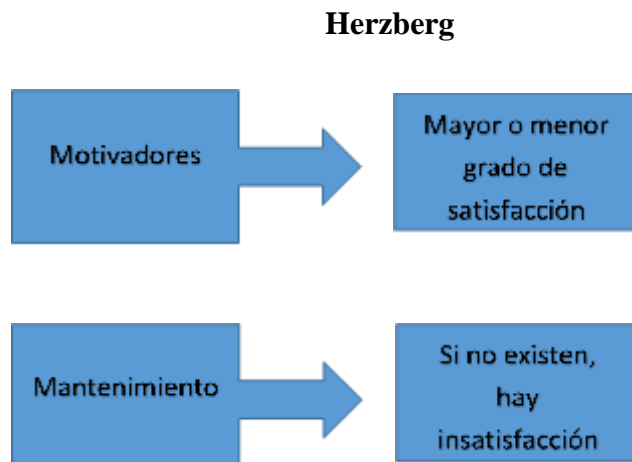 Herzberg
Motivadores
Mayor o menor
grado de
satisfacción
Mantenimiento
Si no existen,
hay
insatisfacción